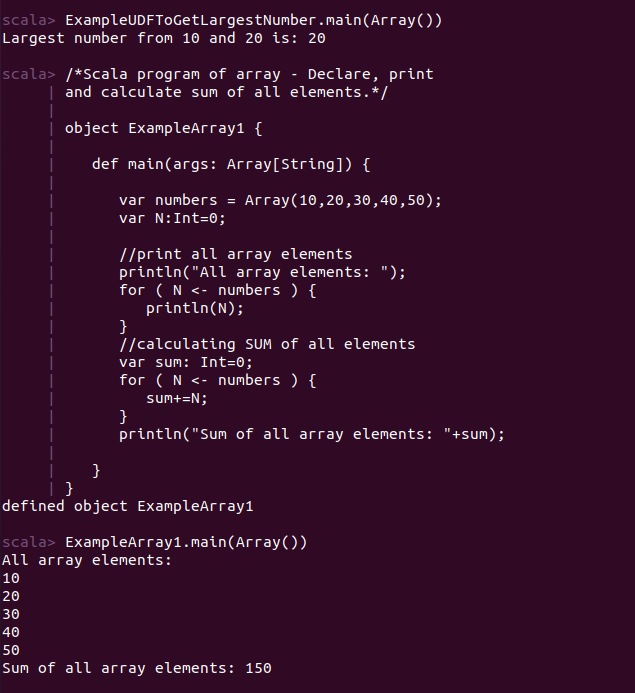 scala> ExampleUDFToGetLargestNumber.main(Array())
Largest number from 10 and 20 is: 20
scala> /*Scala program of array - Declare, print
| and calculate sum of all elements.*/
|
| object ExampleArray1 {
|
| def main(args: Array[String]) {
|
| var numbers = Array(10,20,30,40,50);
| var N:Int=0;
|
| //print all array elements
| println("All array elements: ");
| for ( N <- numbers ) {
| println(N);
| }
| //calculating SUM of all elements
| var sum: Int=0;
| for ( N <- numbers ) {
| sum+=N;
| }
| println("Sum of all array elements: "+sum);
|
| }
| }
defined object ExampleArray1
scala> ExampleArray1.main(Array())
All array elements:
10
20
30
40
50
Sum of all array elements: 150